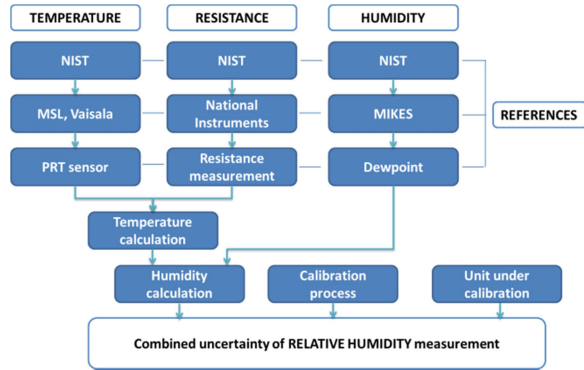 TEMPERATURE
RESISTANCE
HUMIDITY
NIST
NIST
NIST
MSL, Vaisala
National
Instruments
MIKES
REFERENCES
PRT sensor
Resistance
measurement
Dewpoint
Temperature
calculation
Humidity
calculation
Calibration
process
Unit under
calibration
Combined uncertainty of RELATIVE HUMIDITY measurement